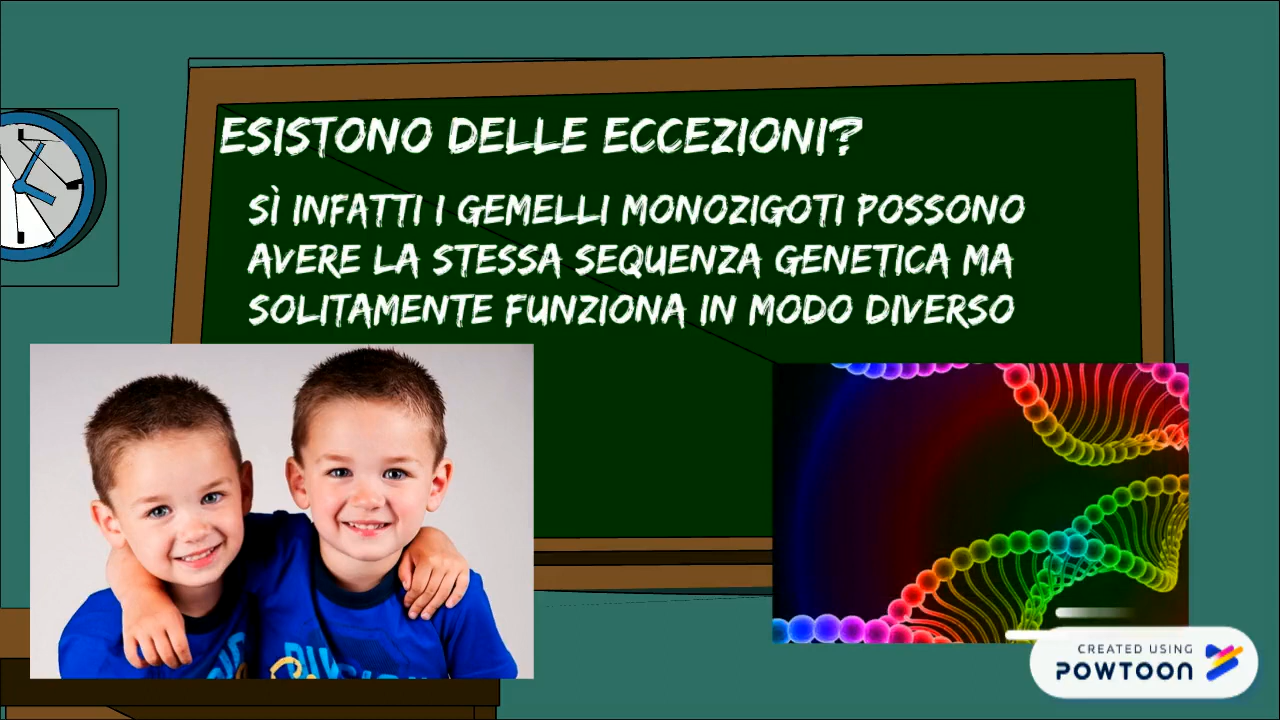 ESISTONO DELLE ECCEZIONI?
SÌ INFATTI I GEMELLI MONOZIGOTI POSSONO
AVERE LA STESSA SEQUENZA GENETICA MA
SOLITAMENTE FUNZIONA IN MODO DIVERSO
CREATED USING
POWTOON